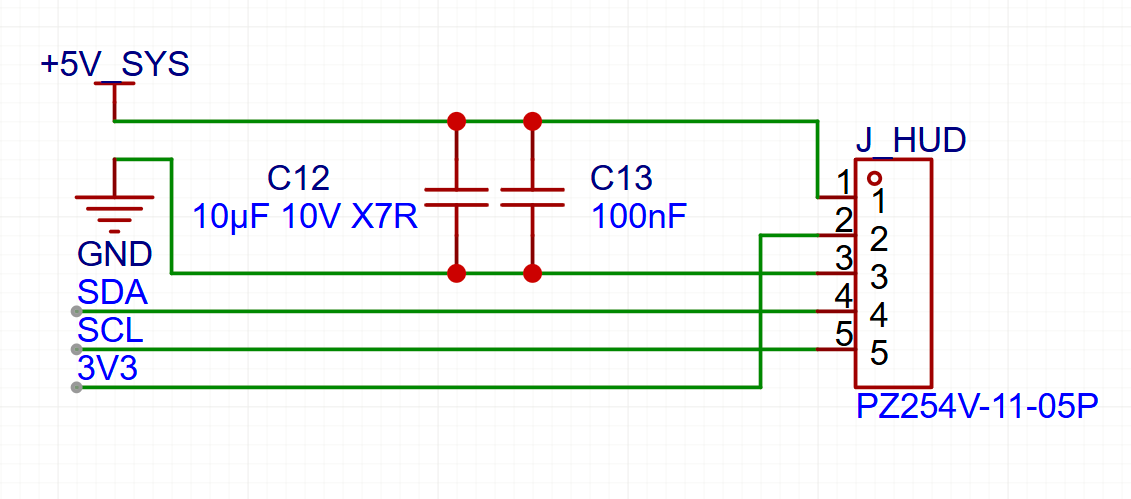 +5V_SYS
J_HUD
C12
10µF 10V X7R
C13
100nF
GND
SDA
SCL
3V3
1
2
3
4
5
1
2
3
4
5
PZ254V-11-05P